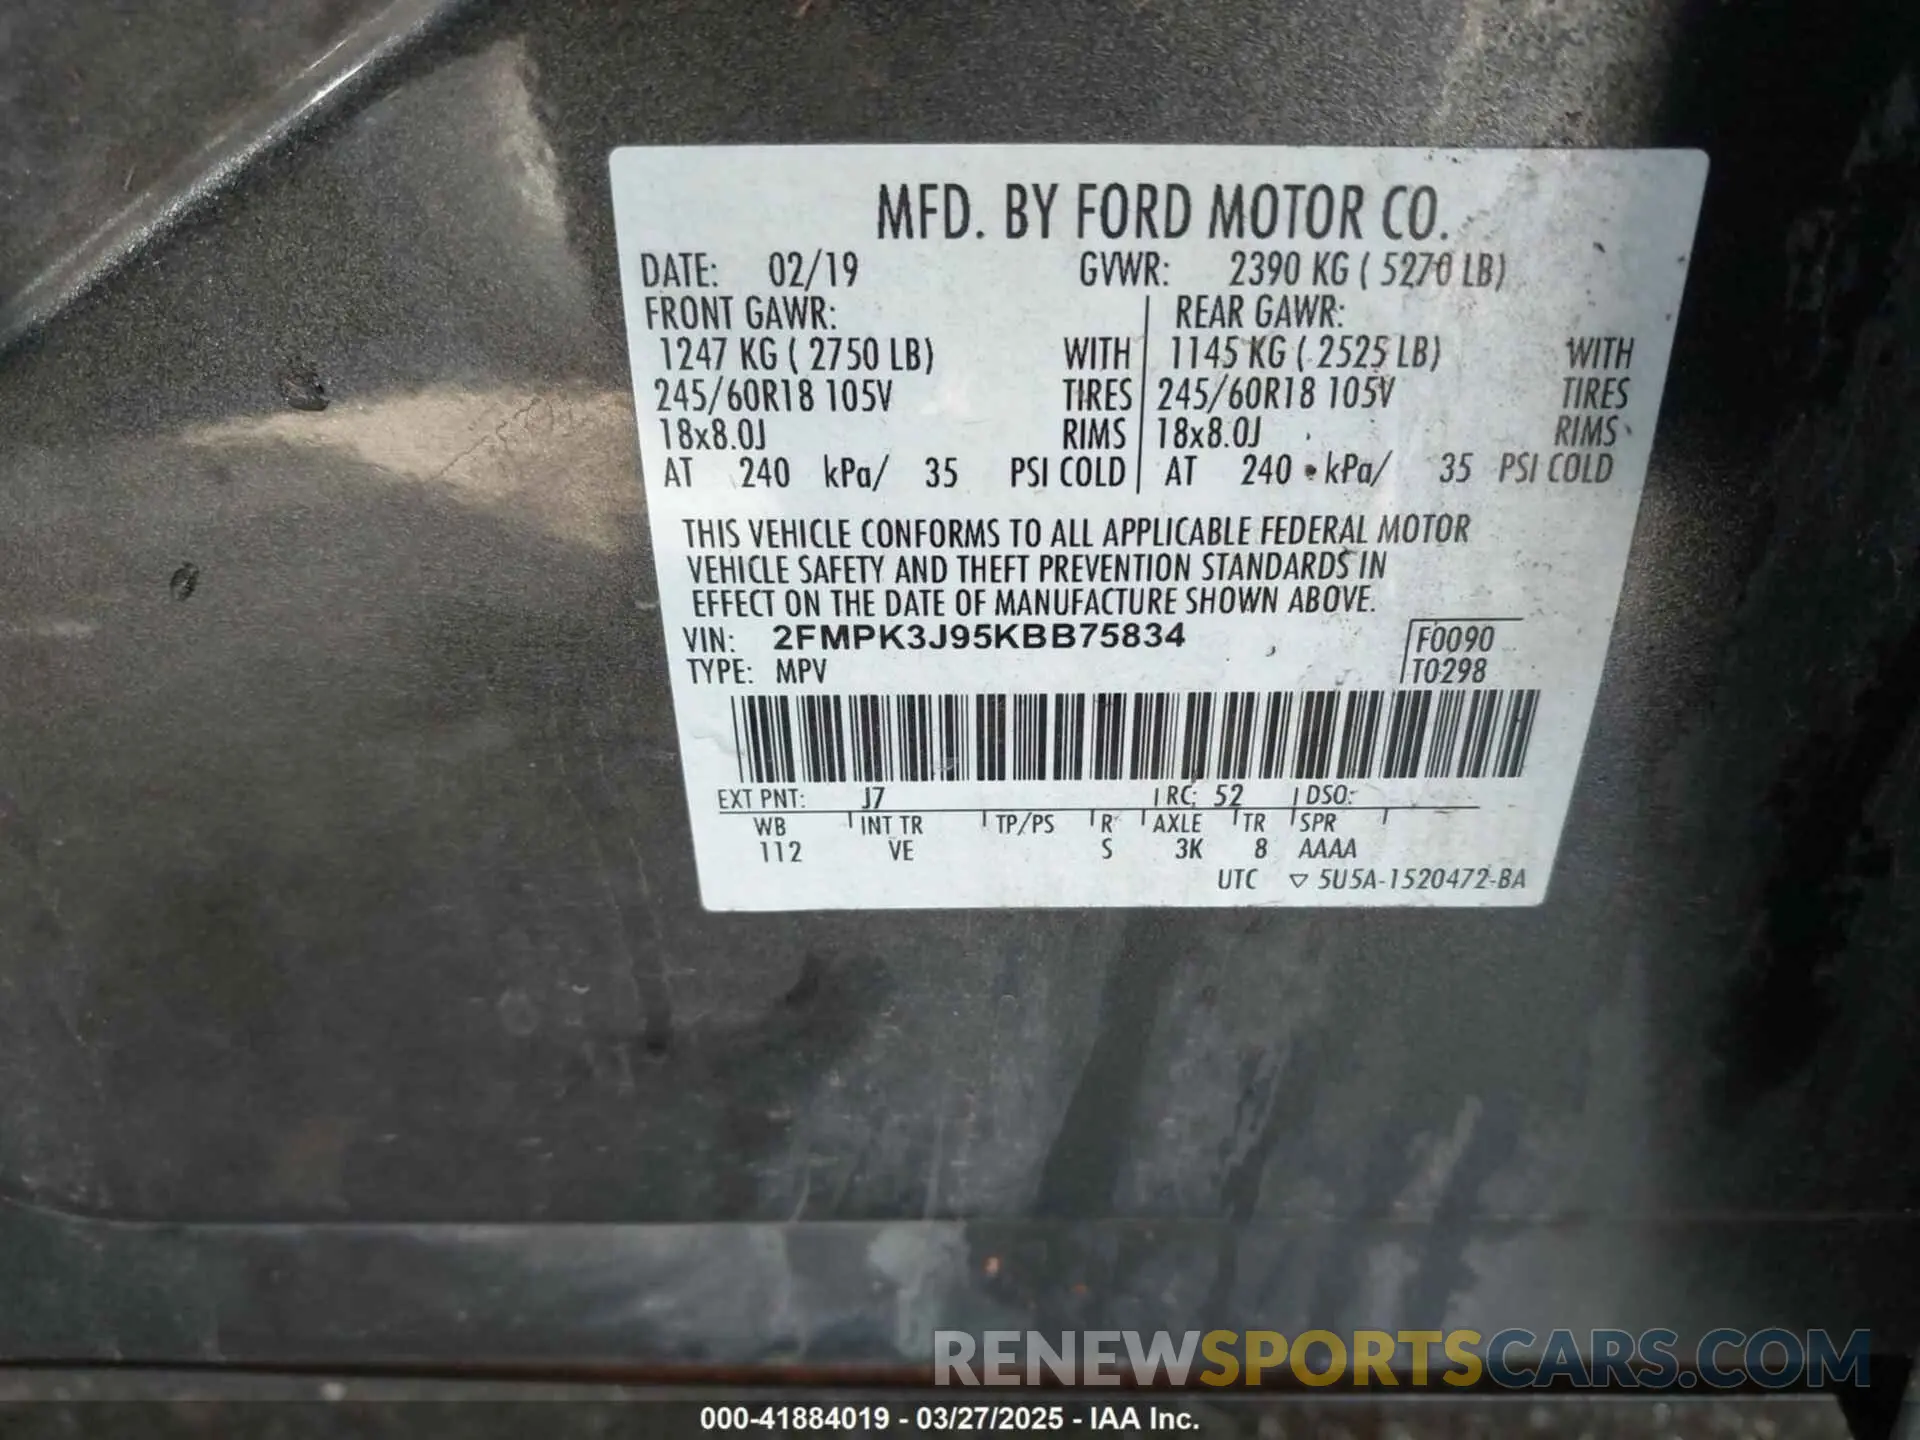 MFD. BY FORD MOTOR CO.
DATE: 02/19 GVWR: 2390 KG ( 5270 LB)
FRONT GAWR: REAR GAWR:
1247 KG ( 2750 LB) WITH 1145 KG ( 2525 LB) WITH
245/60R18 105V TIRES 245/60R18 105V TIRES
18x8.0J RIMS 18x8.0J RIMS
AT 240 kPa/ 35 PSI COLD AT 240 kPa/ 35 PSI COLD
THIS VEHICLE CONFORMS TO ALL APPLICABLE FEDERAL MOTOR
VEHICLE SAFETY AND THEFT PREVENTION STANDARDS IN
EFFECT ON THE DATE OF MANUFACTURE SHOWN ABOVE.
VIN: 2FMPK3J95KBB75834 F0090
TYPE: MPV T0298
EXT PNT: J7 RC: 52 DSO:
WB INT TR TP/PS R AXLE TR SPR
112 VE S 3K 8 AAAA
UTC ▽ 5U5A-1520472-BA
RENEWSPORTSCARS.COM
000-41884019 - 03/27/2025 - IAA Inc.